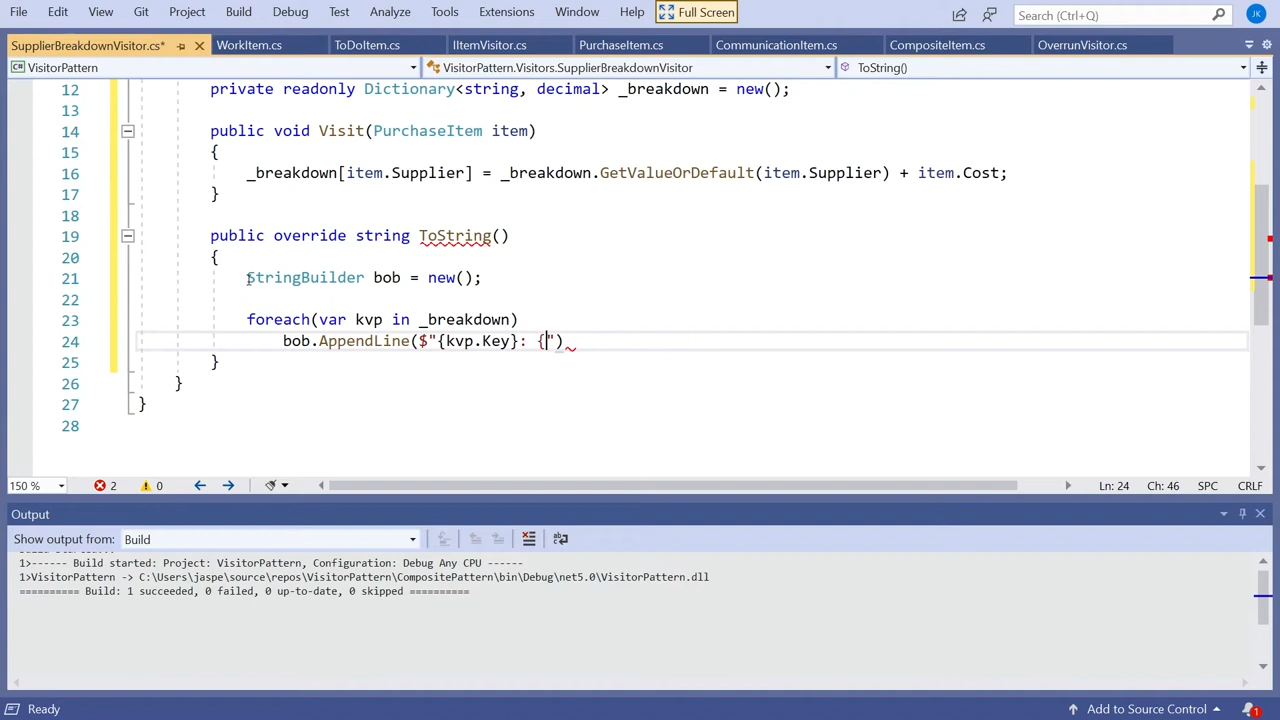 File Edit View Git Project Build Debug Test Analyze Tools Extensions Window Help Full Screen Search (Ctrl+Q) JK
SupplierBreakdownVisitor.cs* WorkItem.cs ToDoItem.cs IItemVisitor.cs PurchaseItem.cs CommunicationItem.cs CompositeItem.cs OverrunVisitor.cs
C# VisitorPattern VisitorPattern.Visitors.SupplierBreakdownVisitor ToString()
12 private readonly Dictionary<string, decimal> _breakdown = new();
13
14 public void Visit(PurchaseItem item)
15 {
16 _breakdown[item.Supplier] = _breakdown.GetValueOrDefault(item.Supplier) + item.Cost;
17 }
18
19 public override string ToString()
20 {
21 StringBuilder bob = new();
22
23 foreach(var kvp in _breakdown)
24 bob.AppendLine($"{kvp.Key}: {")
25 }
26 }
27 }
28
150 % 2 0 Ln: 24 Ch: 46 SPC CRLF
Output
Show output from: Build
1>------ Build started: Project: VisitorPattern, Configuration: Debug Any CPU ------
1>VisitorPattern -> C:\Users\jaspe\source\repos\VisitorPattern\CompositePattern\bin\Debug\net5.0\VisitorPattern.dll
========== Build: 1 succeeded, 0 failed, 0 up-to-date, 0 skipped ==========
Ready Add to Source Control 1